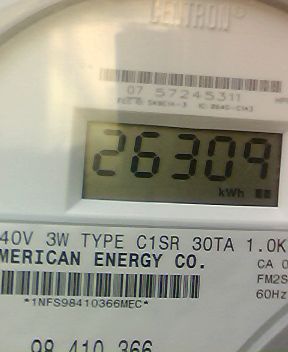 CENTRON®
07 57245311
26309
kWh
40V 3W TYPE C1SR 30TA 1.0K
MERICAN ENERGY CO.
CA 0
FM2S
60Hz
*1NFS98410366MEC*
98 410 366